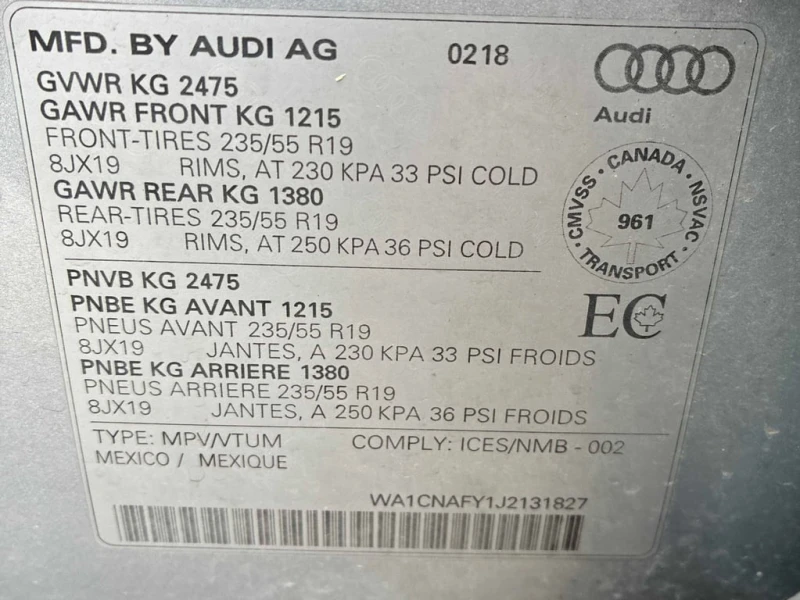 MFD. BY AUDI AG 0218
Audi
GVWR KG 2475
GAWR FRONT KG 1215
FRONT-TIRES 235/55 R19
8JX19 RIMS, AT 230 KPA 33 PSI COLD
GAWR REAR KG 1380
REAR-TIRES 235/55 R19
8JX19 RIMS, AT 250 KPA 36 PSI COLD
CMVSS · CANADA · NSVAC · TRANSPORT ·
961
PNVB KG 2475
PNBE KG AVANT 1215
PNEUS AVANT 235/55 R19
8JX19 JANTES, A 230 KPA 33 PSI FROIDS
PNBE KG ARRIERE 1380
PNEUS ARRIERE 235/55 R19
8JX19 JANTES, A 250 KPA 36 PSI FROIDS
EC
TYPE: MPV/VTUM COMPLY: ICES/NMB - 002
MEXICO / MEXIQUE
WA1CNAFY1J2131827